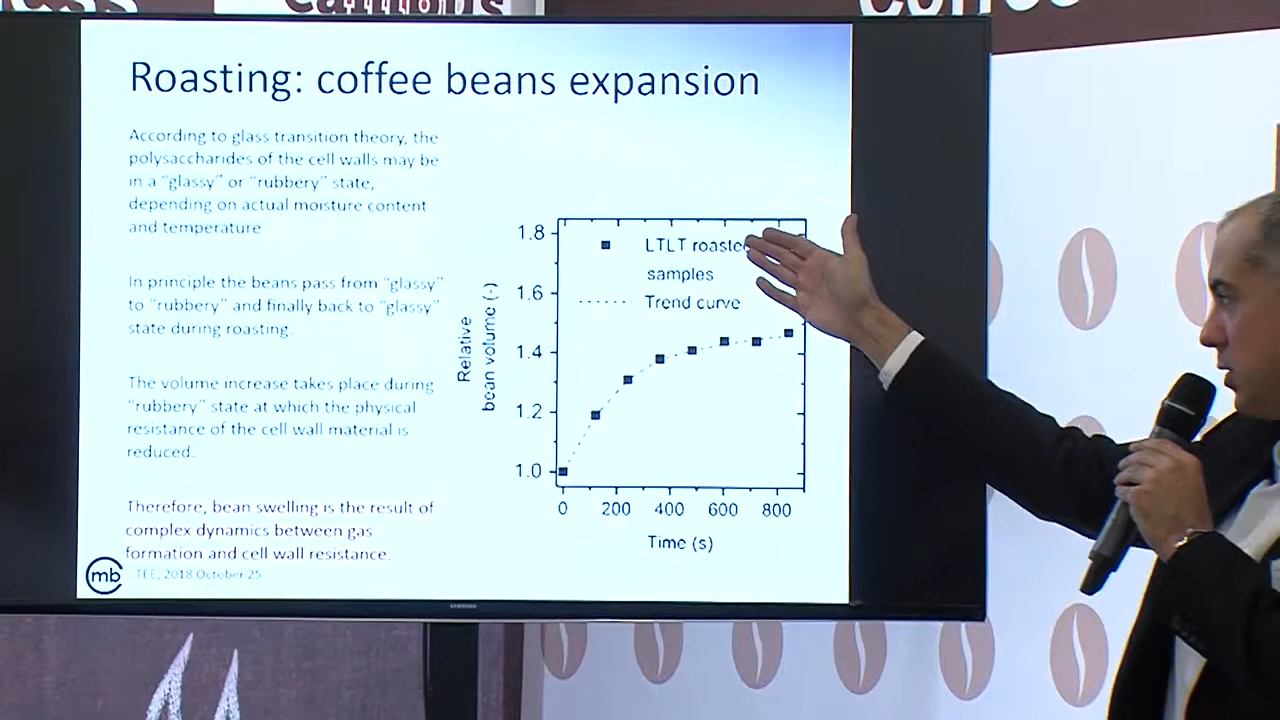 Roasting: coffee beans expansion
According to glass transition theory, the
polysaccharides of the cell walls may be
in a “glassy” or “rubbery” state,
depending on actual moisture content
and temperature
In principle the beans pass from “glassy”
to “rubbery” and finally back to “glassy”
state during roasting.
The volume increase takes place during
“rubbery” state at which the physical
resistance of the cell wall material is
reduced.
Therefore, bean swelling is the result of
complex dynamics between gas
formation and cell wall resistance.
mb
TEC, 2018 October 25
LTLT roasted
samples
Trend curve
Relative
bean volume (-)
1.8
1.6
1.4
1.2
1.0
0 200 400 600 800
Time (s)
SAMSUNG